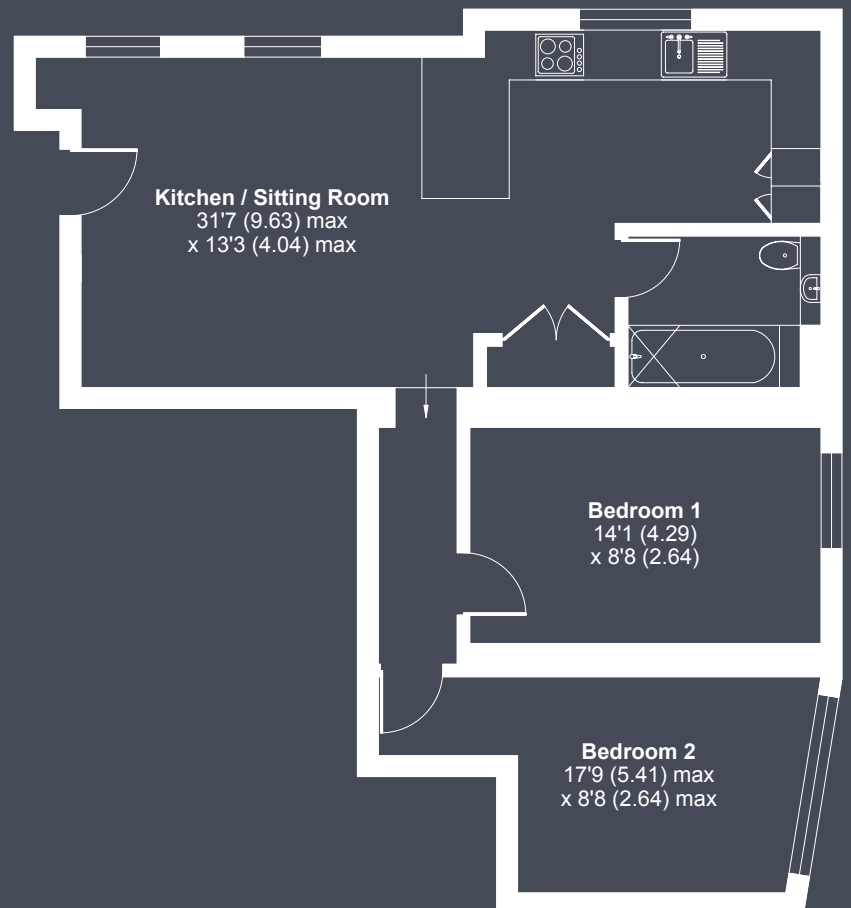 Kitchen / Sitting Room
31'7 (9.63) max
x 13'3 (4.04) max
Bedroom 1
14'1 (4.29)
x 8'8 (2.64)
Bedroom 2
17'9 (5.41) max
x 8'8 (2.64) max